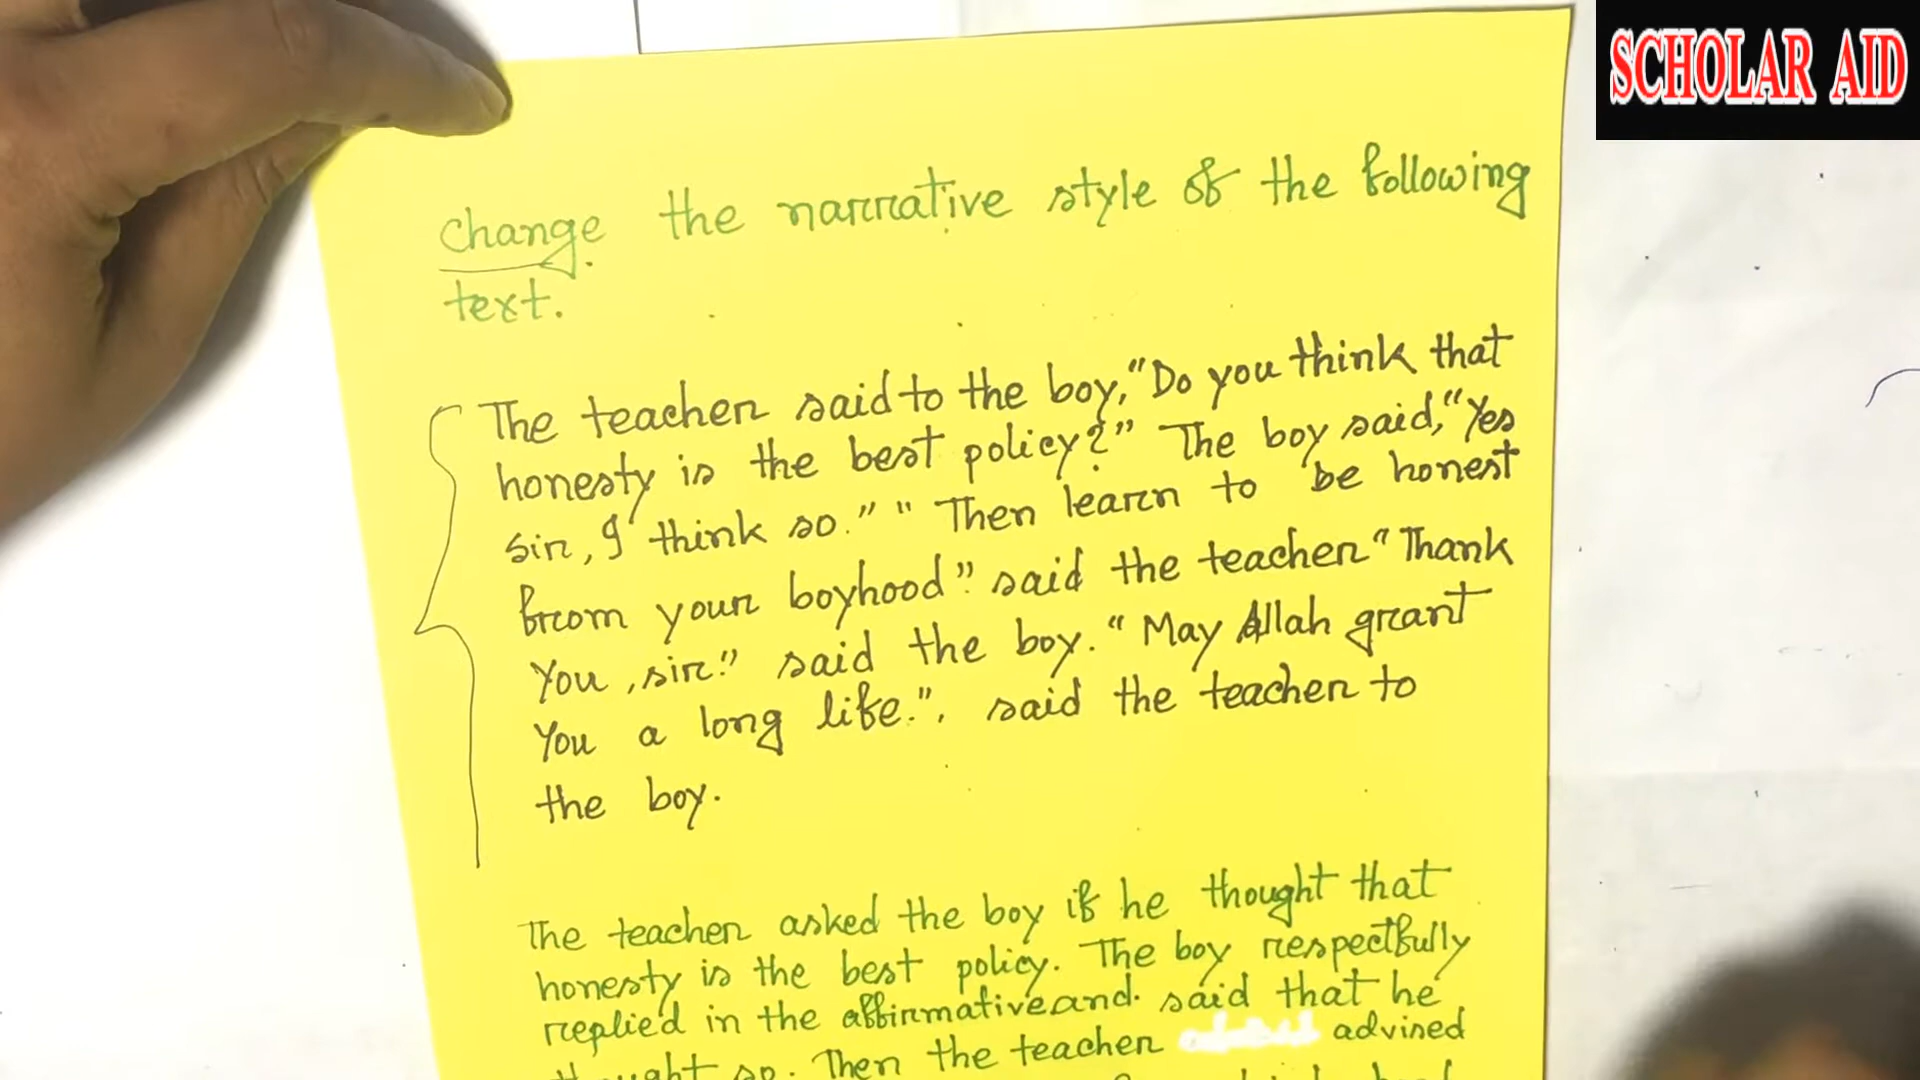 SCHOLAR AID
Change the narrative style of the following
text.
The teacher said to the boy, "Do you think that
honesty is the best policy?" The boy said, "Yes
sir, I think so." " Then learn to be honest
from your boyhood". said the teacher "Thank
You, sir." said the boy. "May Allah grant
You a long life.", said the teacher to
the boy.
The teacher asked the boy if he thought that
honesty is the best policy. The boy respectfully
replied in the affirmative and said that he
thought so. Then the teacher advised